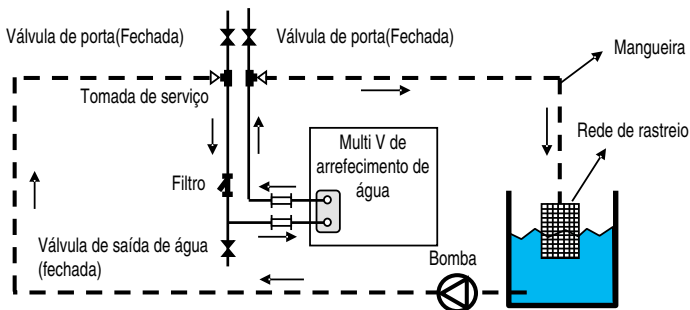 Válvula de porta(Fechada)
Válvula de porta(Fechada)
Mangueira
Tomada de serviço
Rede de rastreio
Multi V de
arrefecimento de
água
Filtro
Válvula de saída de água
(fechada)
Bomba